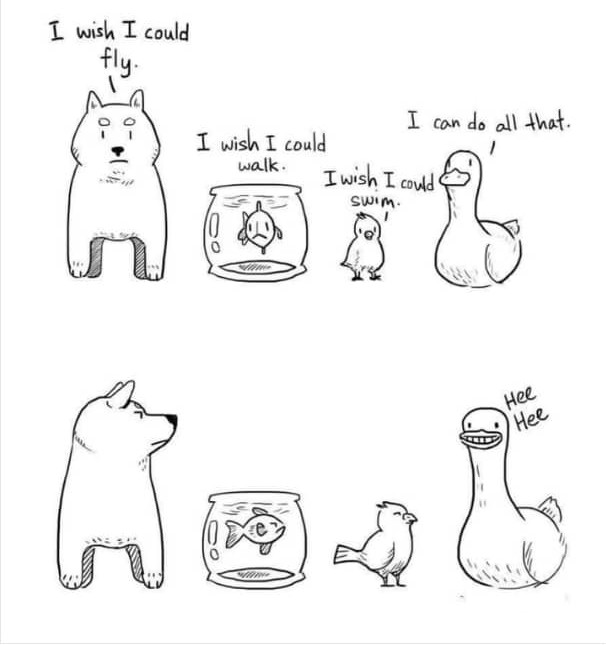 I wish I could
fly.
I wish I could
walk.
I wish I could
swim.
I can do all that.
Hee
Hee